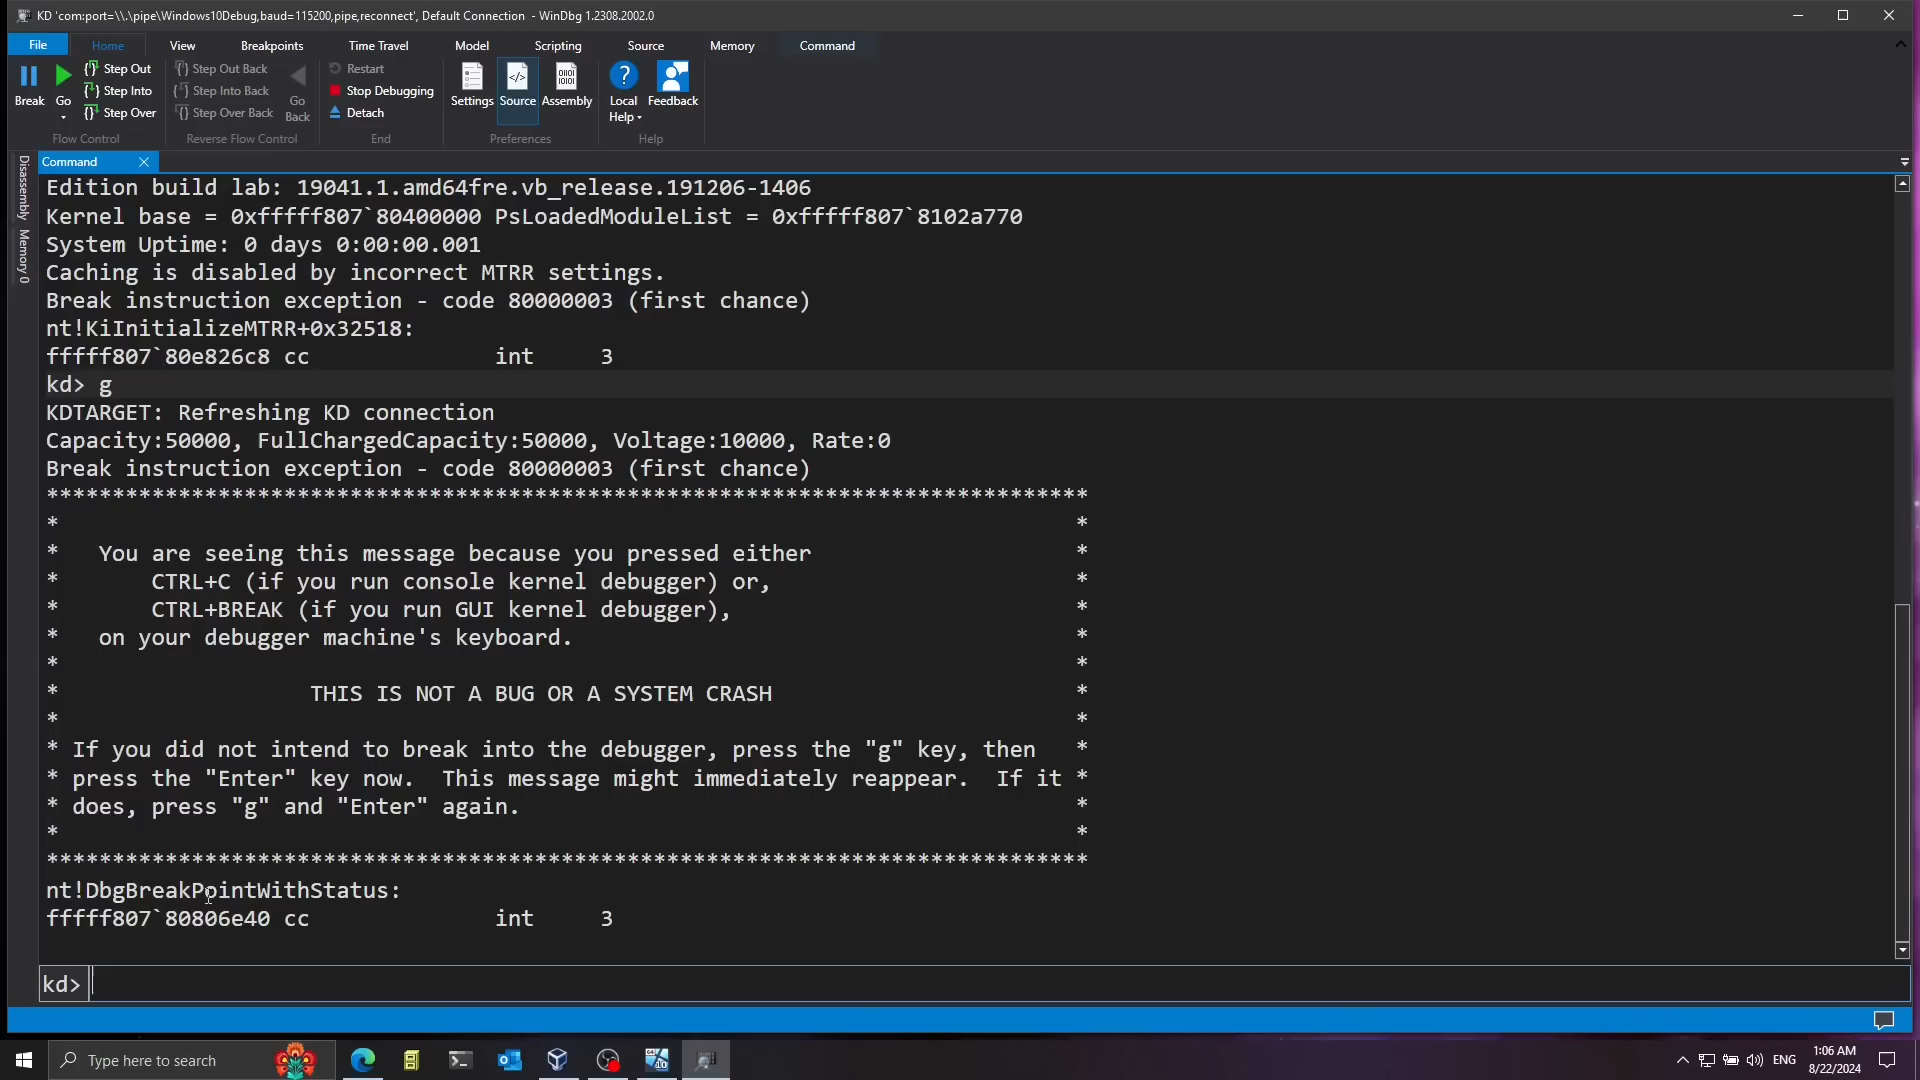 KD 'com:port=\\.\pipe\Windows10Debug,baud=115200,pipe,reconnect', Default Connection - WinDbg 1.2308.2002.0
File Home View Breakpoints Time Travel Model Scripting Source Memory Command
Break
Go
Step Out
Step Into
Step Over
Flow Control
Step Out Back
Step Into Back
Step Over Back
Go Back
Reverse Flow Control
Restart
Stop Debugging
Detach
End
Settings Source Assembly
Preferences
Local Help
Feedback
Help
Disassembly
Memory 0
Command
Edition build lab: 19041.1.amd64fre.vb_release.191206-1406
Kernel base = 0xfffff807`80400000 PsLoadedModuleList = 0xfffff807`8102a770
System Uptime: 0 days 0:00:00.001
Caching is disabled by incorrect MTRR settings.
Break instruction exception - code 80000003 (first chance)
nt!KiInitializeMTRR+0x32518:
fffff807`80e826c8 cc              int     3
kd> g
KDTARGET: Refreshing KD connection
Capacity:50000, FullChargedCapacity:50000, Voltage:10000, Rate:0
Break instruction exception - code 80000003 (first chance)
*******************************************************************************
*                                                                             *
*   You are seeing this message because you pressed either                    *
*       CTRL+C (if you run console kernel debugger) or,                       *
*       CTRL+BREAK (if you run GUI kernel debugger),                          *
*   on your debugger machine's keyboard.                                      *
*                                                                             *
*                   THIS IS NOT A BUG OR A SYSTEM CRASH                       *
*                                                                             *
* If you did not intend to break into the debugger, press the "g" key, then   *
* press the "Enter" key now.  This message might immediately reappear.  If it *
* does, press "g" and "Enter" again.                                          *
*                                                                             *
*******************************************************************************
nt!DbgBreakPointWithStatus:
fffff807`80806e40 cc              int     3
kd>
Type here to search
ENG
1:06 AM
8/22/2024